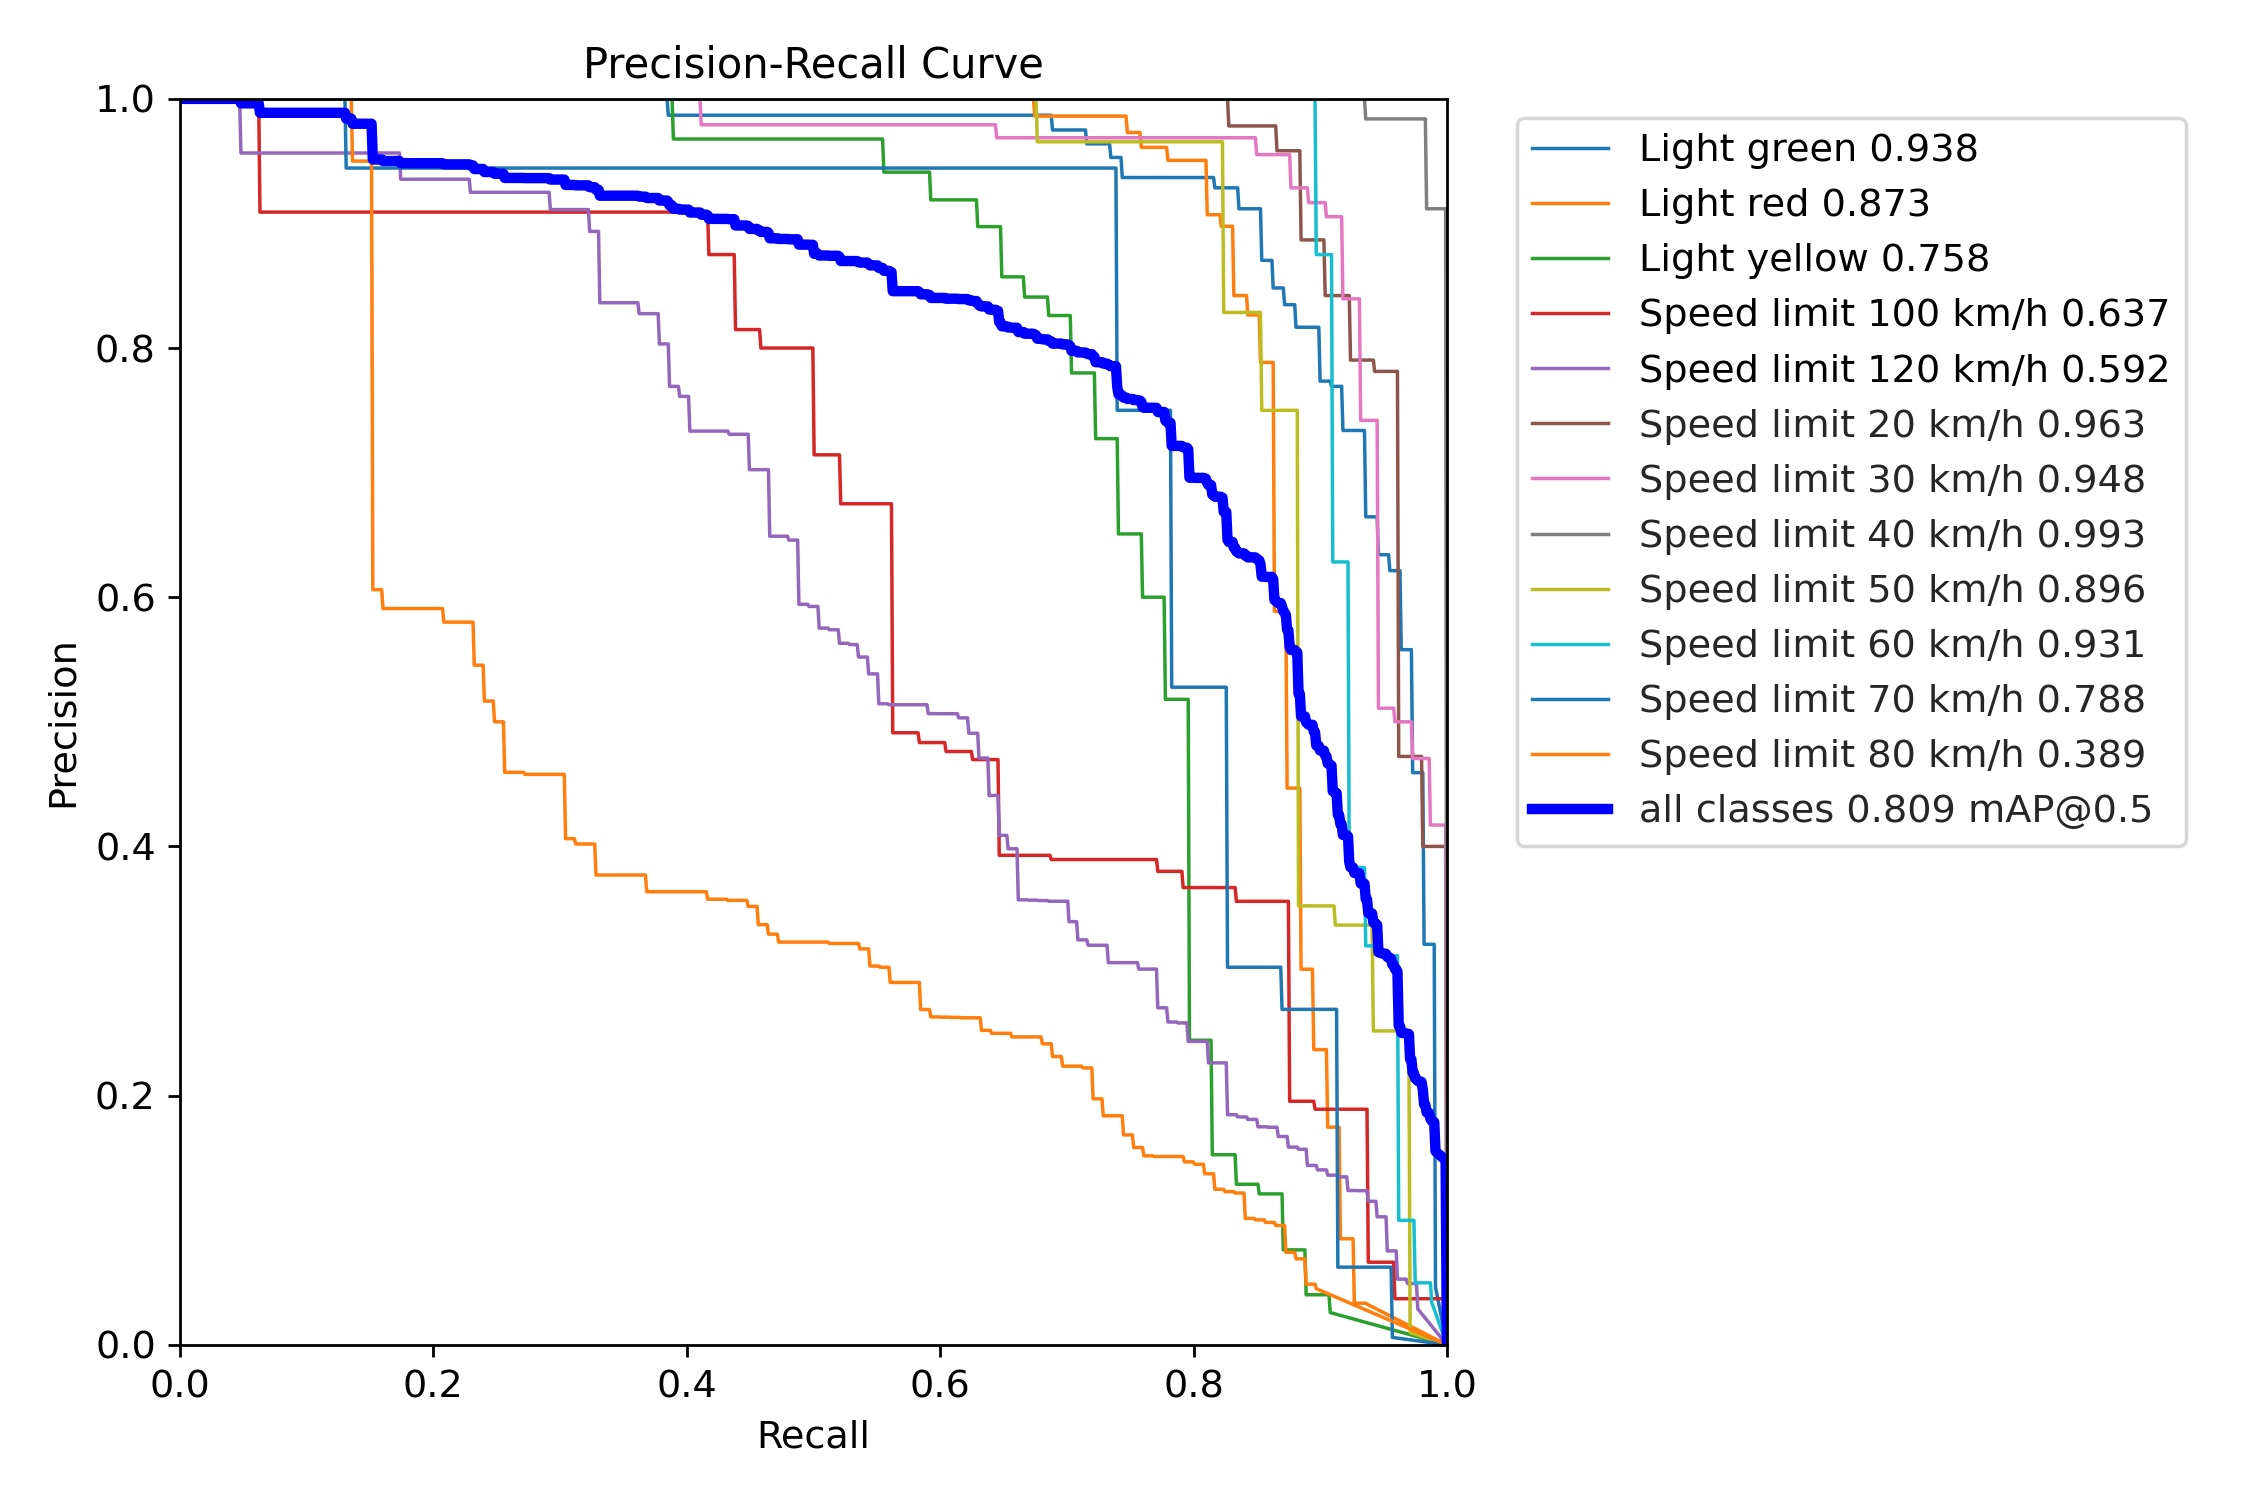 Precision-Recall Curve
1.0
0.8
0.6
0.4
0.2
0.0
Precision
0.0 0.2 0.4 0.6 0.8 1.0
Recall
Light green 0.938
Light red 0.873
Light yellow 0.758
Speed limit 100 km/h 0.637
Speed limit 120 km/h 0.592
Speed limit 20 km/h 0.963
Speed limit 30 km/h 0.948
Speed limit 40 km/h 0.993
Speed limit 50 km/h 0.896
Speed limit 60 km/h 0.931
Speed limit 70 km/h 0.788
Speed limit 80 km/h 0.389
all classes 0.809 mAP@0.5